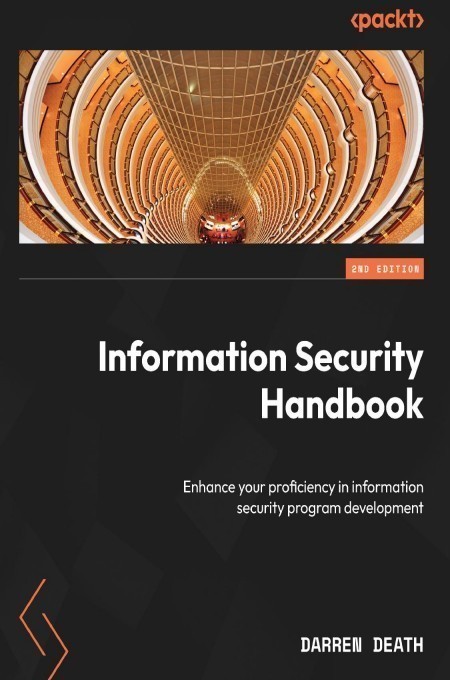 <packt>
2ND EDITION
Information Security
Handbook
Enhance your proficiency in information
security program development
DARREN DEATH